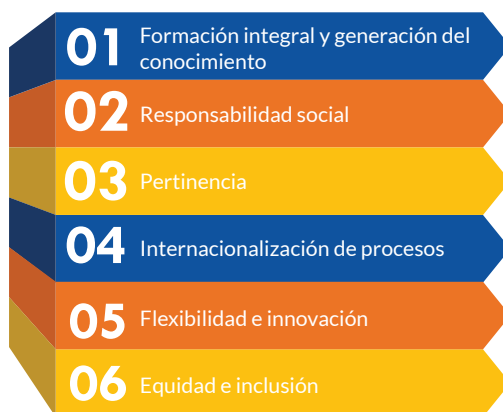 01 Formación integral y generación del
conocimiento
02 Responsabilidad social
03 Pertinencia
04 Internacionalización de procesos
05 Flexibilidad e innovación
06 Equidad e inclusión